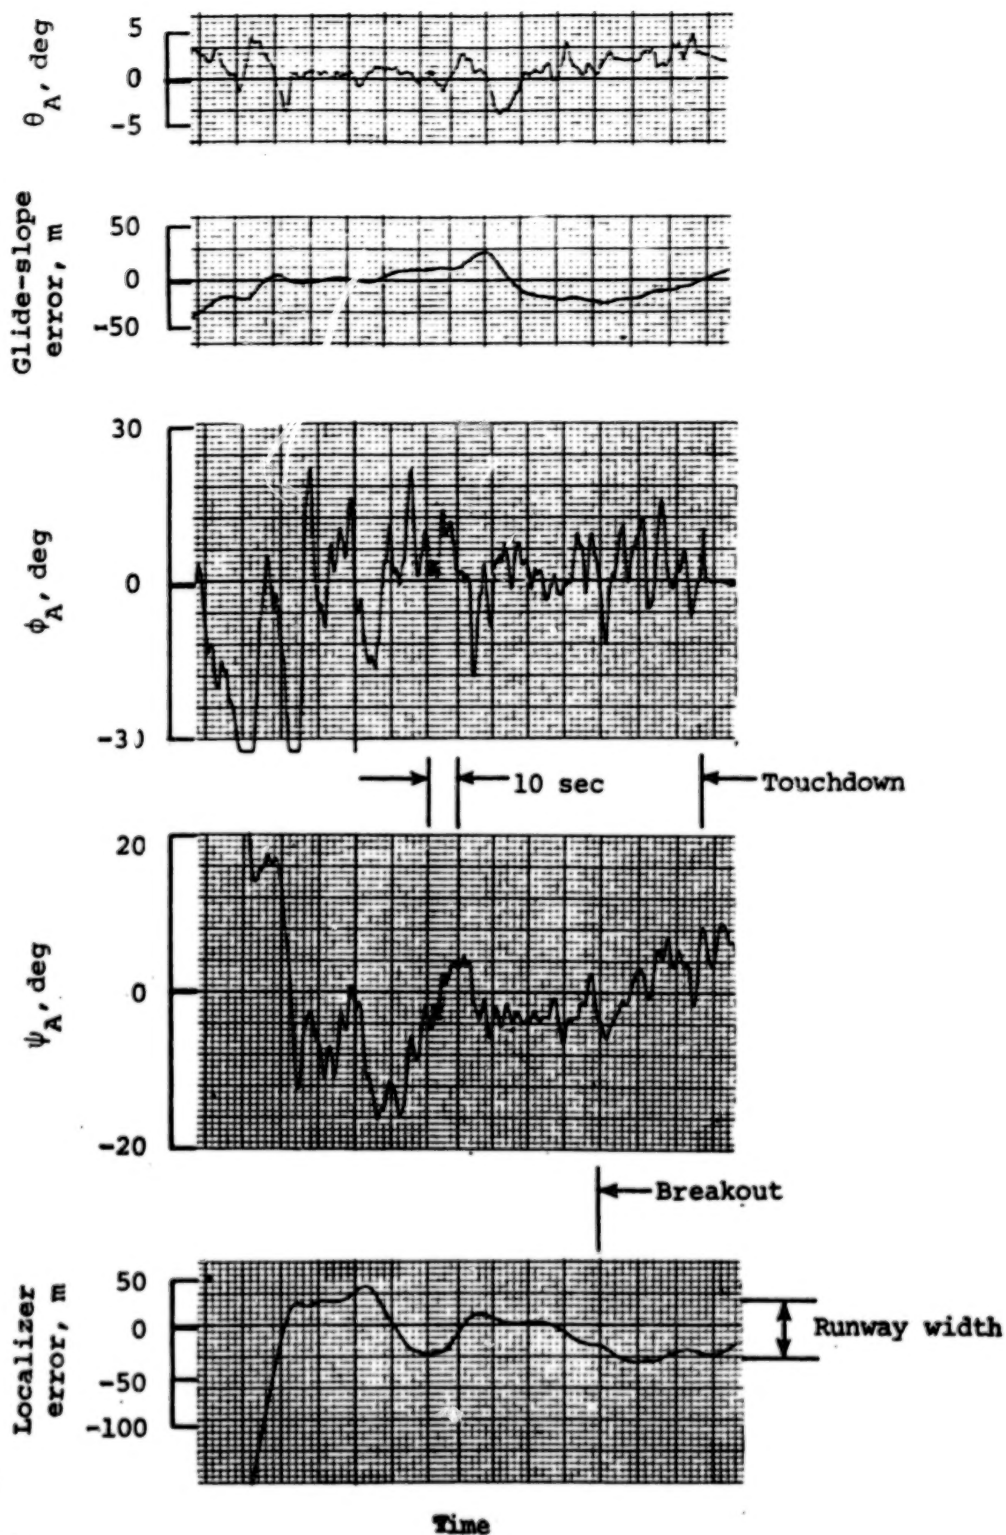 θA, deg
5
0
-5
Glide-slope
error, m
50
0
-50
ϕA, deg
30
0
-30
10 sec
Touchdown
ψA, deg
20
0
-20
Breakout
Localizer
error, m
50
0
-50
-100
Runway width
Time